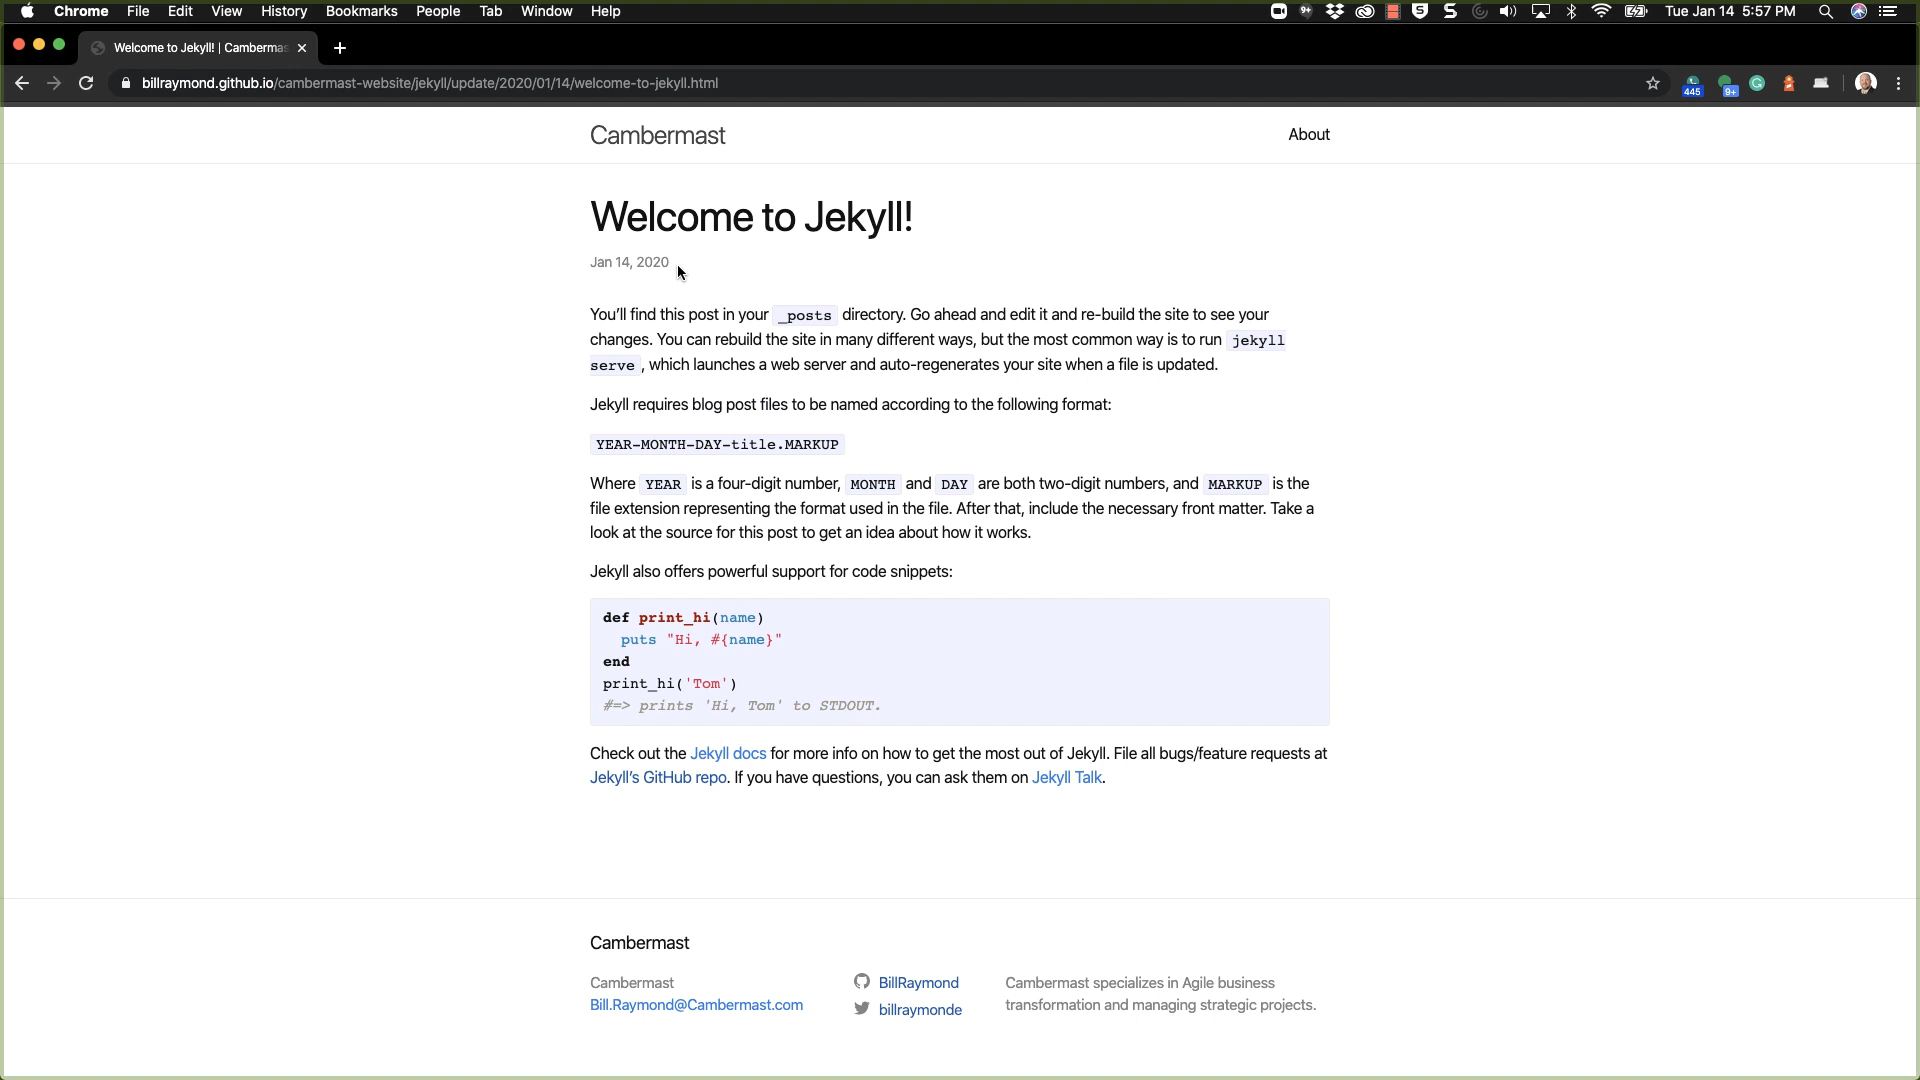 Chrome File Edit View History Bookmarks People Tab Window Help
9+
S
S
Tue Jan 14 5:57 PM
Welcome to Jekyll! | Cambermas
billraymond.github.io/cambermast-website/jekyll/update/2020/01/14/welcome-to-jekyll.html
445
9+
Cambermast
About
Welcome to Jekyll!
Jan 14, 2020
You’ll find this post in your _posts directory. Go ahead and edit it and re-build the site to see your
changes. You can rebuild the site in many different ways, but the most common way is to run jekyll
serve , which launches a web server and auto-regenerates your site when a file is updated.
Jekyll requires blog post files to be named according to the following format:
YEAR-MONTH-DAY-title.MARKUP
Where YEAR is a four-digit number, MONTH and DAY are both two-digit numbers, and MARKUP is the
file extension representing the format used in the file. After that, include the necessary front matter. Take a
look at the source for this post to get an idea about how it works.
Jekyll also offers powerful support for code snippets:
def print_hi(name)
  puts "Hi, #{name}"
end
print_hi('Tom')
#=> prints 'Hi, Tom' to STDOUT.
Check out the Jekyll docs for more info on how to get the most out of Jekyll. File all bugs/feature requests at
Jekyll’s GitHub repo. If you have questions, you can ask them on Jekyll Talk.
Cambermast
Cambermast
Bill.Raymond@Cambermast.com
BillRaymond
billraymonde
Cambermast specializes in Agile business
transformation and managing strategic projects.